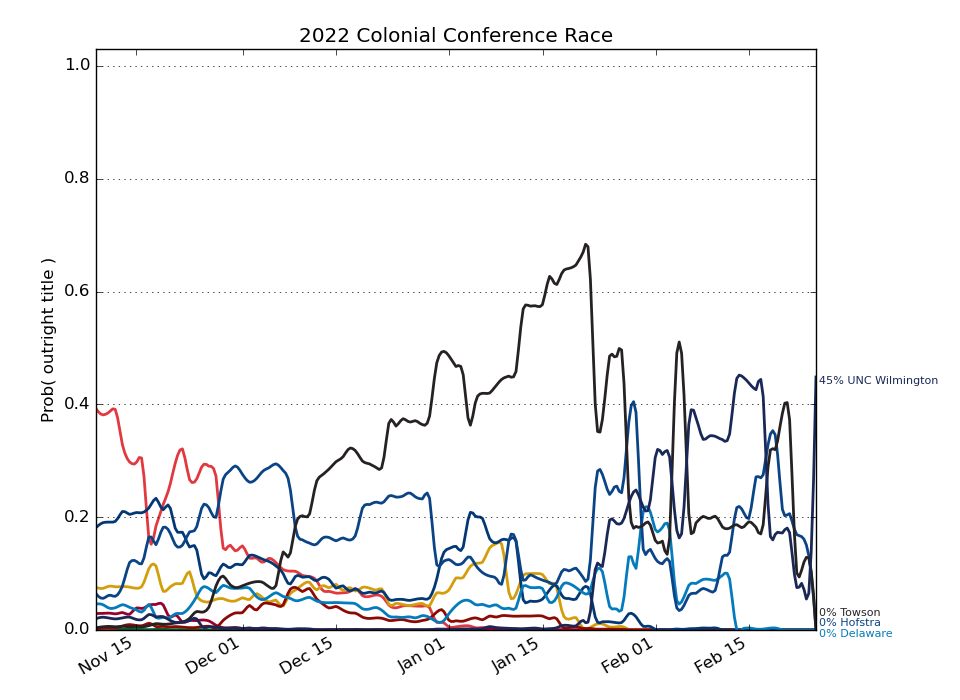 2022 Colonial Conference Race
Prob( outright title )
1.0
0.8
0.6
0.4
0.2
0.0
45% UNC Wilmington
0% Towson
0% Hofstra
0% Delaware
Nov 15
Dec 01
Dec 15
Jan 01
Jan 15
Feb 01
Feb 15